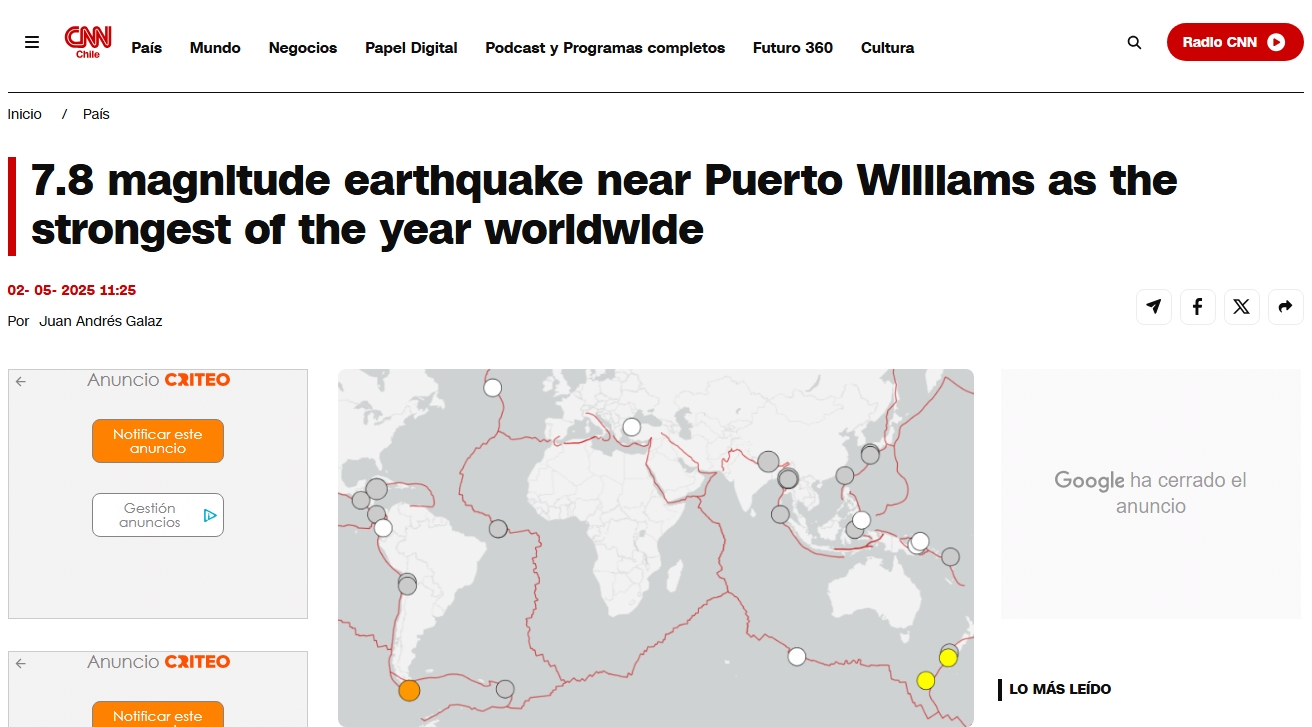 CNN
Chile
País
Mundo
Negocios
Papel Digital
Podcast y Programas completos
Futuro 360
Cultura
Radio CNN
Inicio / País
7.8 magnitude earthquake near Puerto Williams as the
strongest of the year worldwide
02- 05- 2025 11:25
Por Juan Andrés Galaz
Anuncio CRITEO
Notificar este
anuncio
Gestión
anuncios
Google ha cerrado el
anuncio
Anuncio CRITEO
Notificar este
LO MÁS LEÍDO